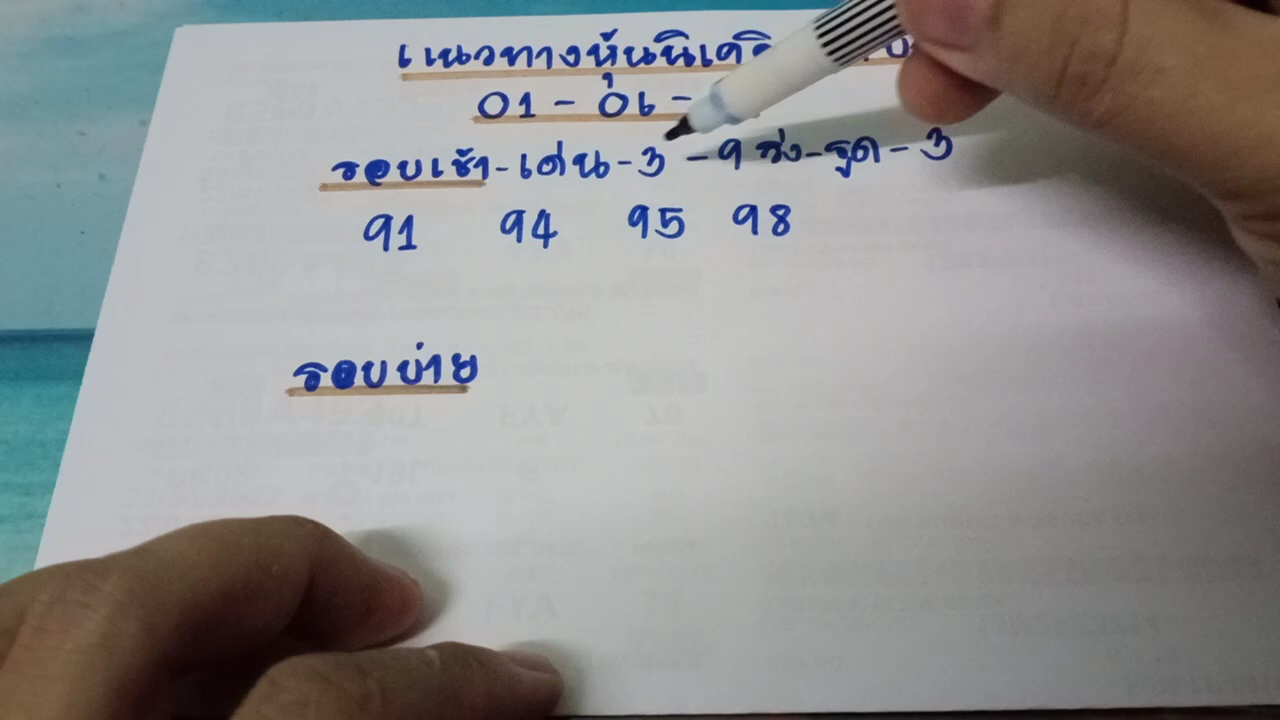 แนวทางหุ้นนิเคอิ
01 - 06 -
รอบเช้า - เด่น - 3 - 9 วิ่ง - รูด - 3
91 94 95 98
รอบบ่าย